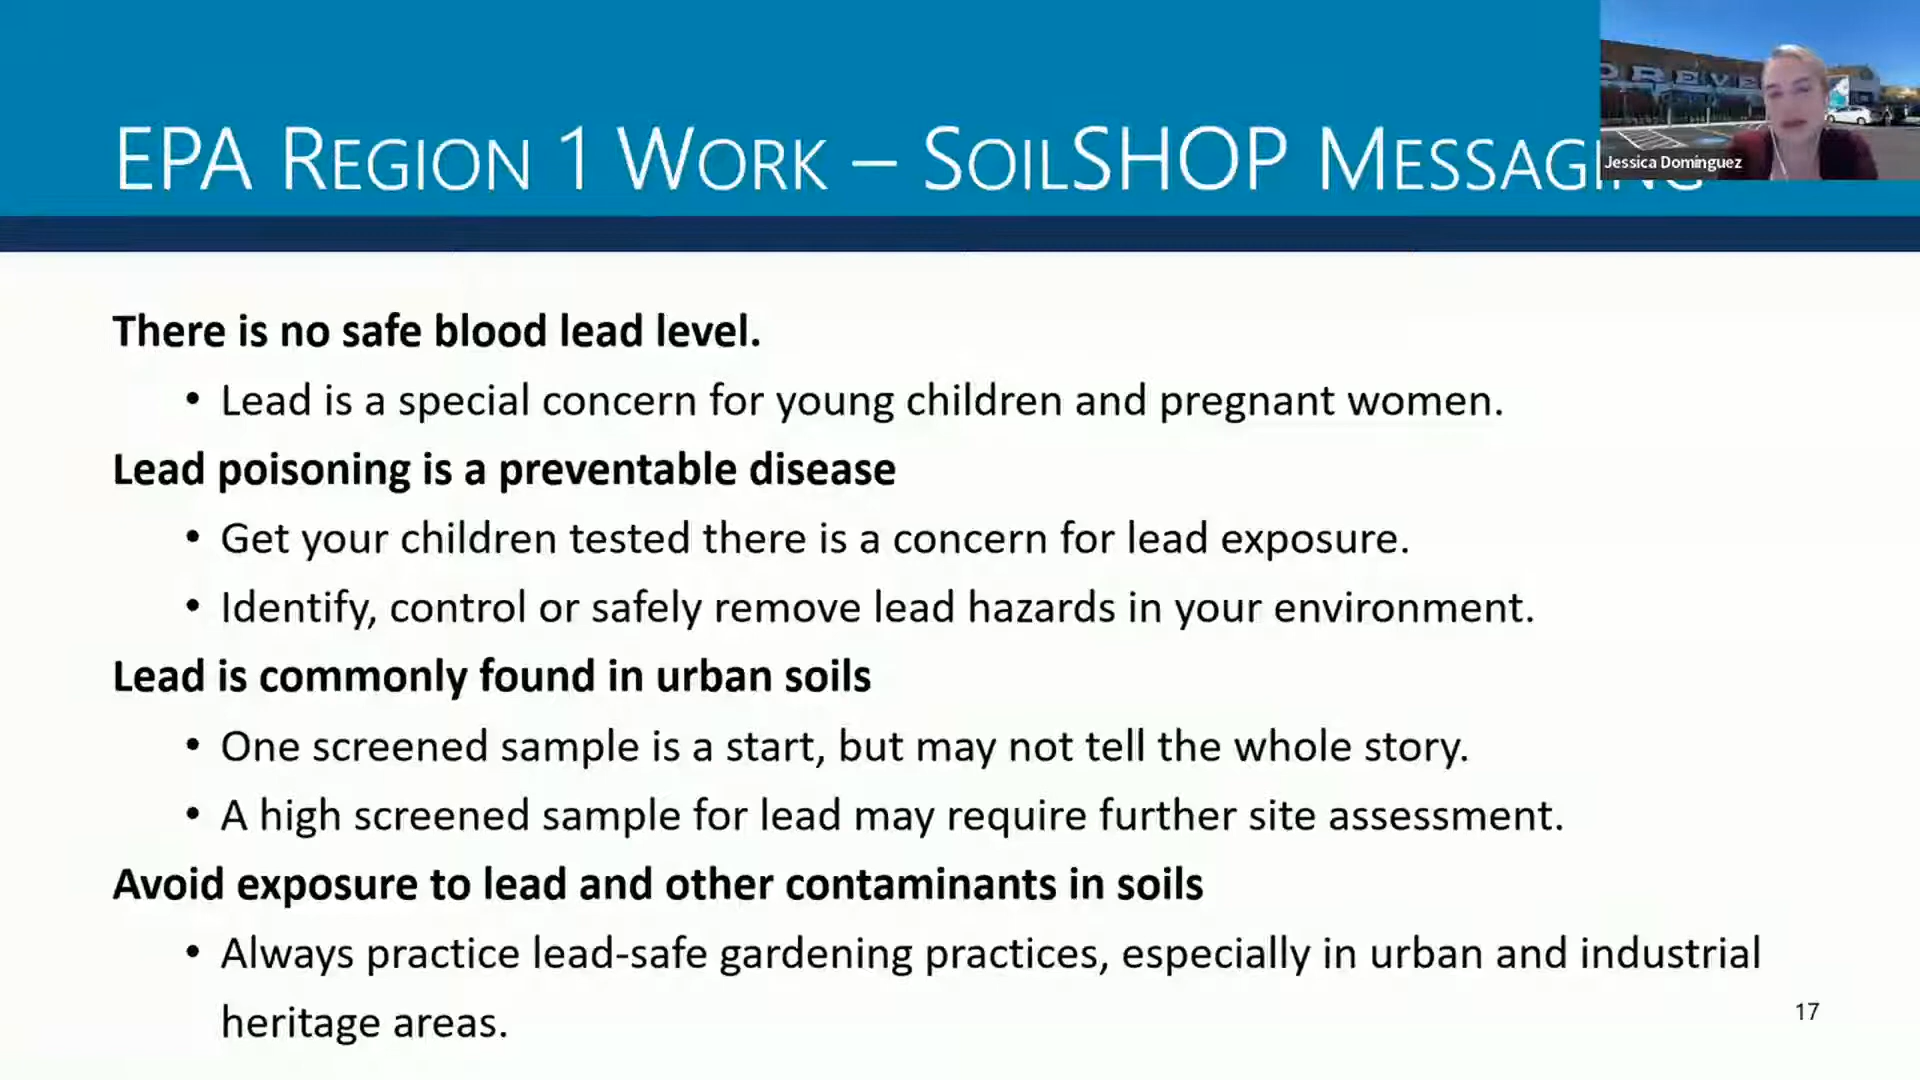 EPA REGION 1 WORK – SOILSHOP MESSAGING
OREVE
Jessica Dominguez
There is no safe blood lead level.
• Lead is a special concern for young children and pregnant women.
Lead poisoning is a preventable disease
• Get your children tested there is a concern for lead exposure.
• Identify, control or safely remove lead hazards in your environment.
Lead is commonly found in urban soils
• One screened sample is a start, but may not tell the whole story.
• A high screened sample for lead may require further site assessment.
Avoid exposure to lead and other contaminants in soils
• Always practice lead-safe gardening practices, especially in urban and industrial
heritage areas.
17